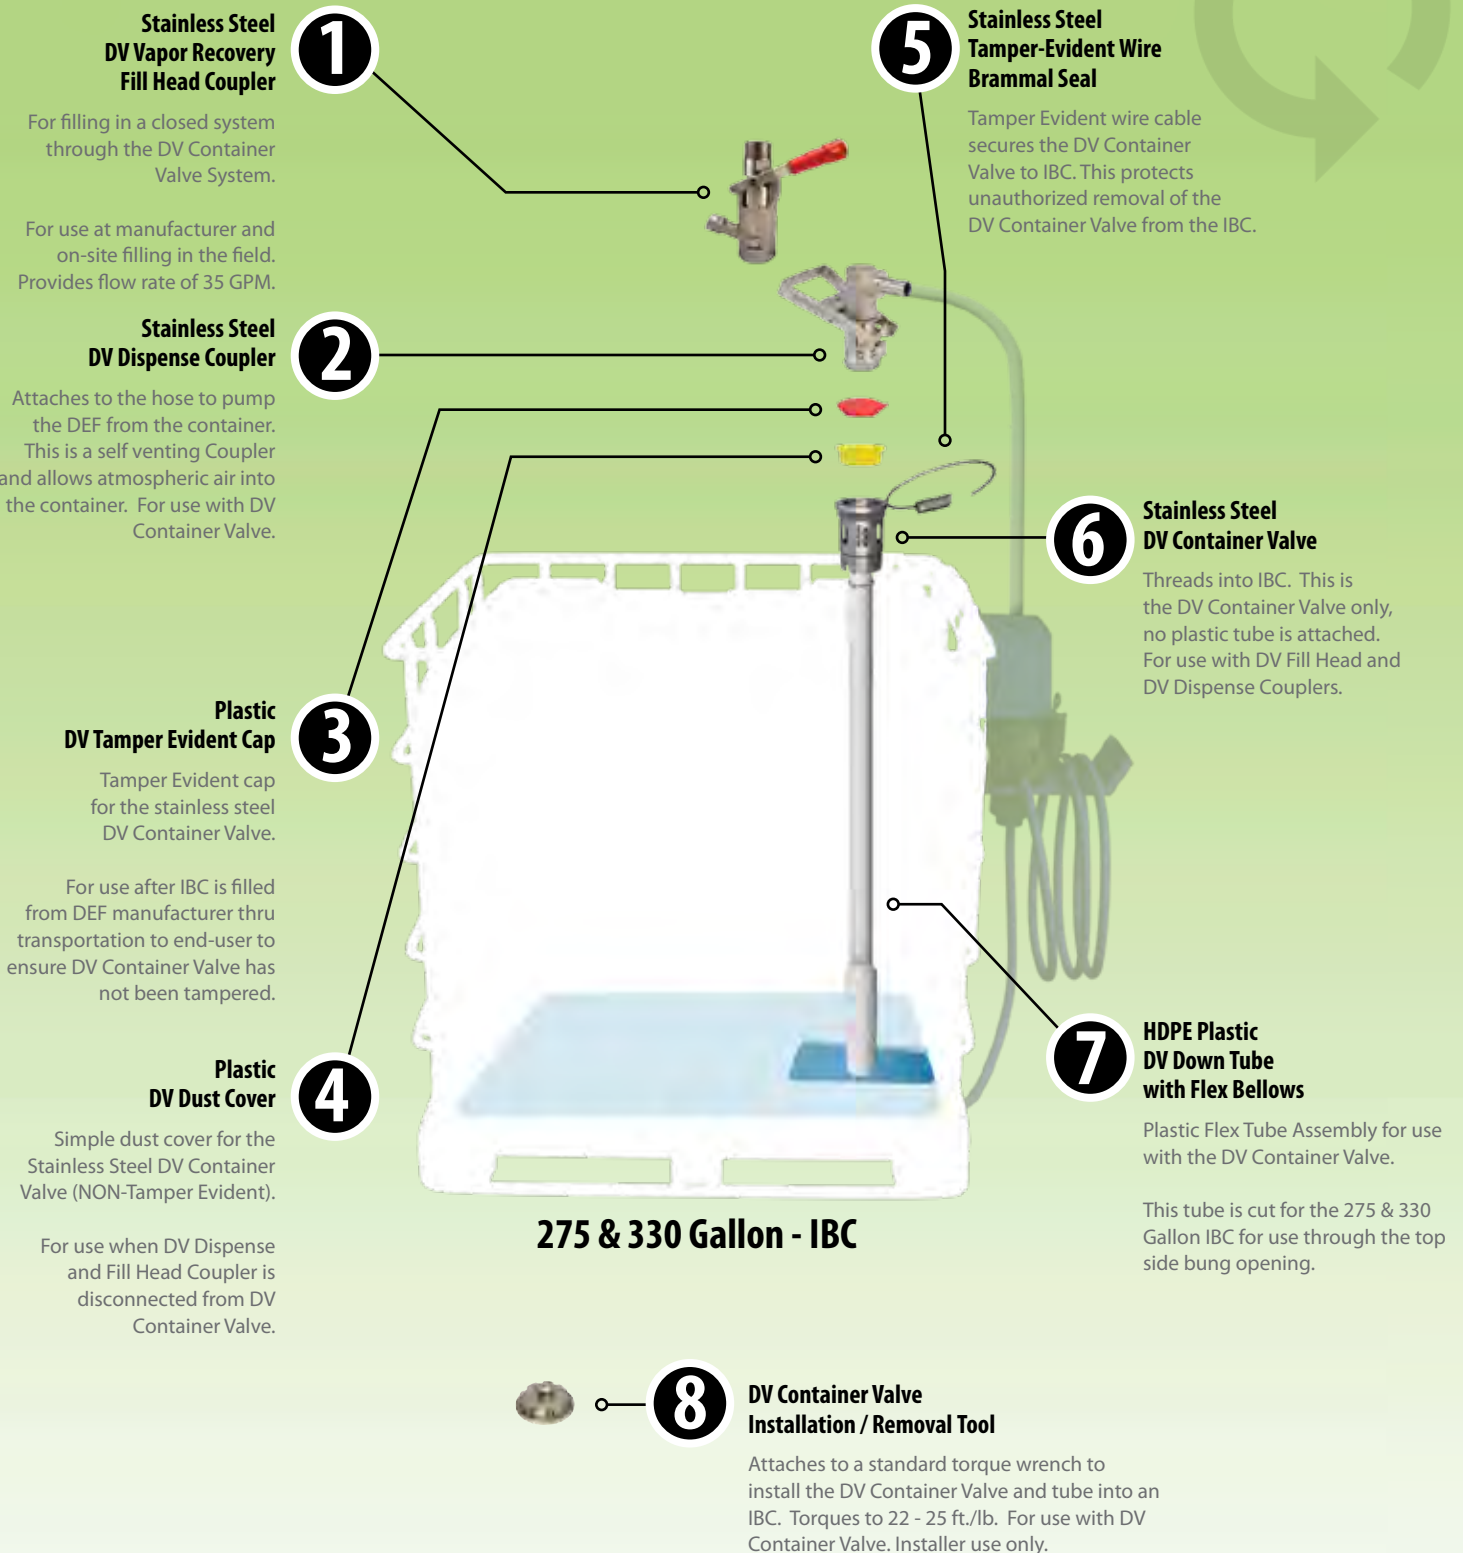 1
Stainless Steel
DV Vapor Recovery
Fill Head Coupler
For filling in a closed system
through the DV Container
Valve System.
For use at manufacturer and
on-site filling in the field.
Provides flow rate of 35 GPM.
2
Stainless Steel
DV Dispense Coupler
Attaches to the hose to pump
the DEF from the container.
This is a self venting Coupler
and allows atmospheric air into
the container. For use with DV
Container Valve.
3
Plastic
DV Tamper Evident Cap
Tamper Evident cap
for the stainless steel
DV Container Valve.
For use after IBC is filled
from DEF manufacturer thru
transportation to end-user to
ensure DV Container Valve has
not been tampered.
4
Plastic
DV Dust Cover
Simple dust cover for the
Stainless Steel DV Container
Valve (NON-Tamper Evident).
For use when DV Dispense
and Fill Head Coupler is
disconnected from DV
Container Valve.
5
Stainless Steel
Tamper-Evident Wire
Brammal Seal
Tamper Evident wire cable
secures the DV Container
Valve to IBC. This protects
unauthorized removal of the
DV Container Valve from the IBC.
6
Stainless Steel
DV Container Valve
Threads into IBC. This is
the DV Container Valve only,
no plastic tube is attached.
For use with DV Fill Head and
DV Dispense Couplers.
7
HDPE Plastic
DV Down Tube
with Flex Bellows
Plastic Flex Tube Assembly for use
with the DV Container Valve.
This tube is cut for the 275 & 330
Gallon IBC for use through the top
side bung opening.
275 & 330 Gallon - IBC
8
DV Container Valve
Installation / Removal Tool
Attaches to a standard torque wrench to
install the DV Container Valve and tube into an
IBC. Torques to 22 - 25 ft./lb. For use with DV
Container Valve. Installer use only.